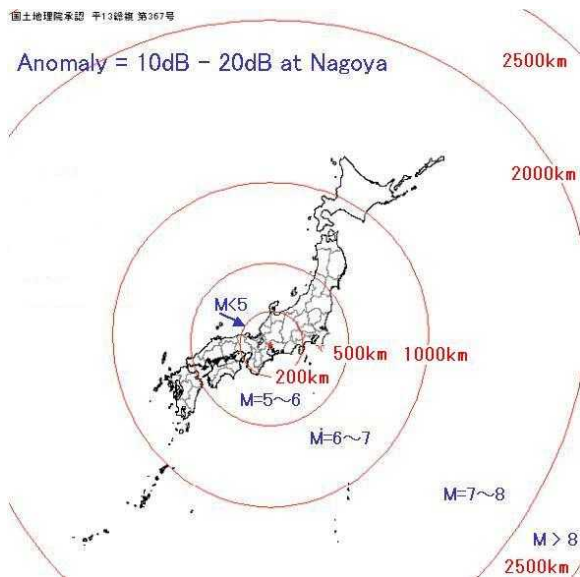 国土地理院承認 平13総複 第367号
Anomaly = 10dB - 20dB at Nagoya
2500km
2000km
M<5
500km
1000km
200km
M=5~6
M=6~7
M=7~8
M > 8
2500km